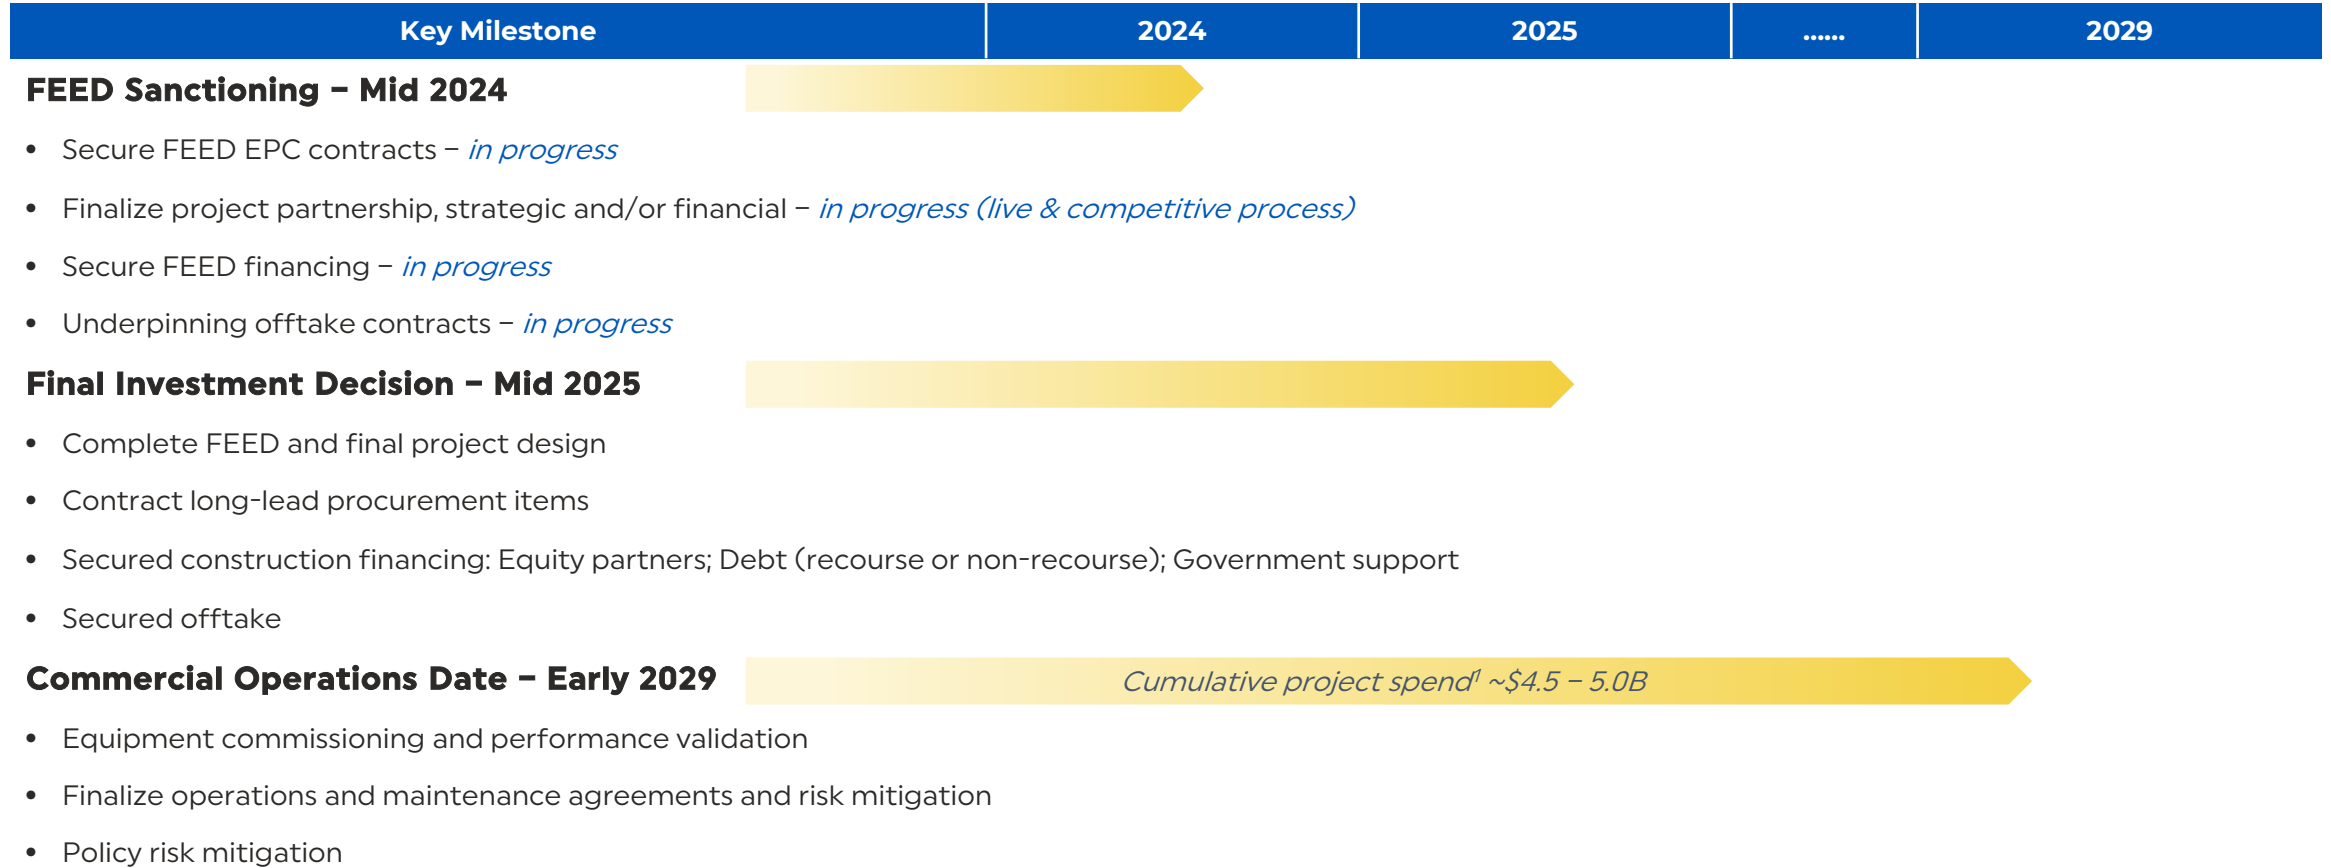 Key Milestone 2024 2025 ...... 2029
FEED Sanctioning – Mid 2024
• Secure FEED EPC contracts – in progress
• Finalize project partnership, strategic and/or financial – in progress (live & competitive process)
• Secure FEED financing – in progress
• Underpinning offtake contracts – in progress
Final Investment Decision – Mid 2025
• Complete FEED and final project design
• Contract long-lead procurement items
• Secured construction financing: Equity partners; Debt (recourse or non-recourse); Government support
• Secured offtake
Commercial Operations Date – Early 2029
Cumulative project spend¹ ~$4.5 – 5.0B
• Equipment commissioning and performance validation
• Finalize operations and maintenance agreements and risk mitigation
• Policy risk mitigation